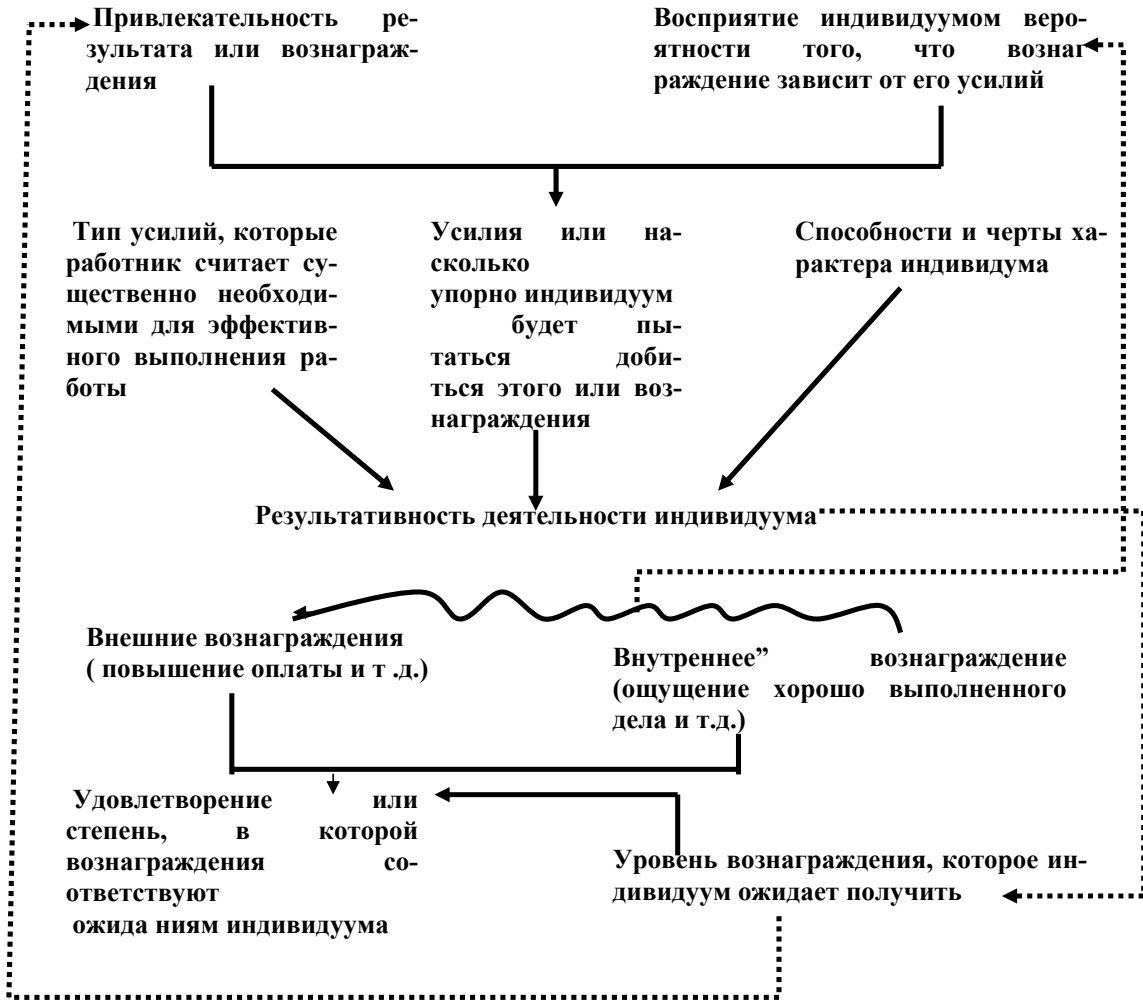 Привлекательность ре-
зультата или вознаграж-
дения
Восприятие индивидуумом веро-
ятности того, что вознаг
раждение зависит от его усилий
Тип усилий, которые
работник считает су-
щественно необходи-
мыми для эффектив-
ного выполнения ра-
боты
Усилия или на-
сколько
упорно индивидуум
будет пы-
таться доби-
ться этого или воз-
награждения
Способности и черты ха-
рактера индивидума
Результативность деятельности индивидуума
Внешние вознаграждения
( повышение оплаты и т .д.)
Внутреннее” вознаграждение
(ощущение хорошо выполненного
дела и т.д.)
Удовлетворение или
степень, в которой
вознаграждения со-
ответствуют
ожида ниям индивидуума
Уровень вознаграждения, которое ин-
дивидуум ожидает получить